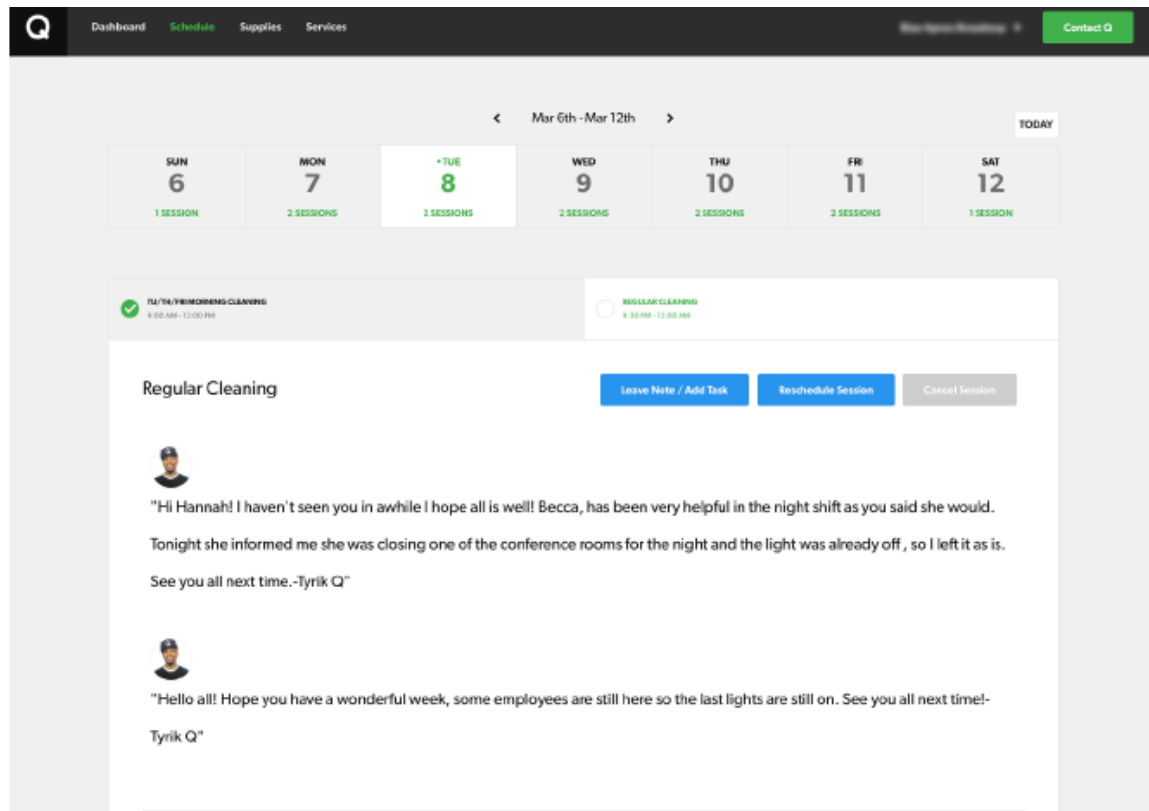 Q Dashboard Schedule Supplies Services Contact Q
< Mar 6th - Mar 12th >
TODAY
SUN MON •TUE WED THU FRI SAT
6 7 8 9 10 11 12
1 SESSION 2 SESSIONS 2 SESSIONS 2 SESSIONS 2 SESSIONS 2 SESSIONS 1 SESSION
TU/TH/FRI MORNING CLEANING REGULAR CLEANING
- 12:00 PM - 12:00 AM
Regular Cleaning Leave Note / Add Task Reschedule Session Cancel Session
"Hi Hannah! I haven't seen you in awhile I hope all is well! Becca, has been very helpful in the night shift as you said she would.
Tonight she informed me she was closing one of the conference rooms for the night and the light was already off , so I left it as is.
See you all next time.-Tyrik Q"
"Hello all! Hope you have a wonderful week, some employees are still here so the last lights are still on. See you all next time!-
Tyrik Q"